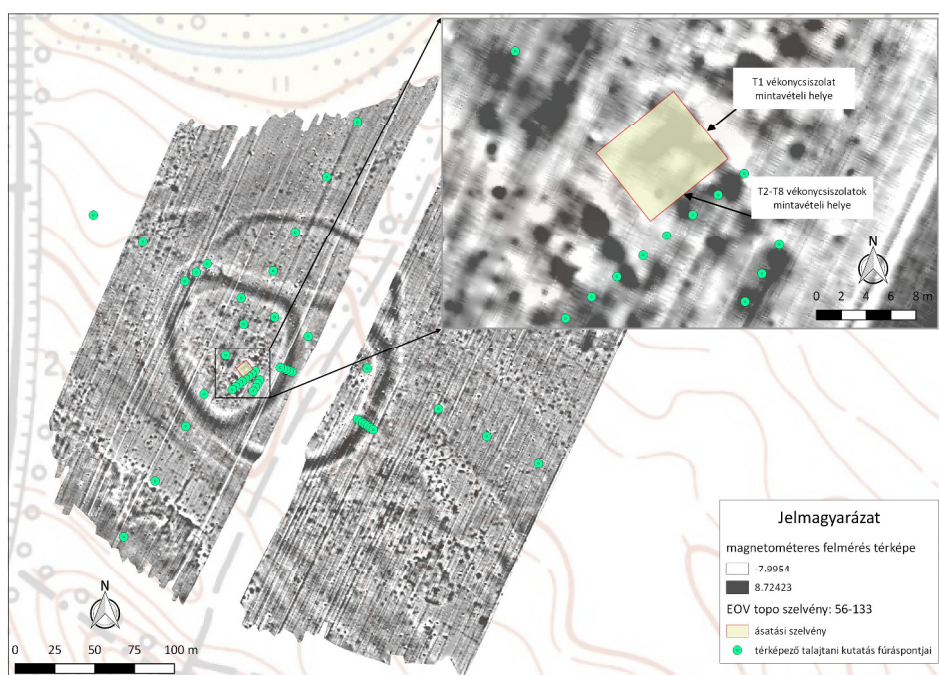 T1 vékonycsiszolat
mintavételi helye
T2-T8 vékonycsiszolatok
mintavételi helye
N
0 2 4 6 8 m
Jelmagyarázat
magnetométeres felmérés térképe
-7.9954
8.72423
EOV topo szelvény: 56-133
ásatási szelvény
térképező talajtani kutatás fúráspontjai
N
0 25 50 75 100 m